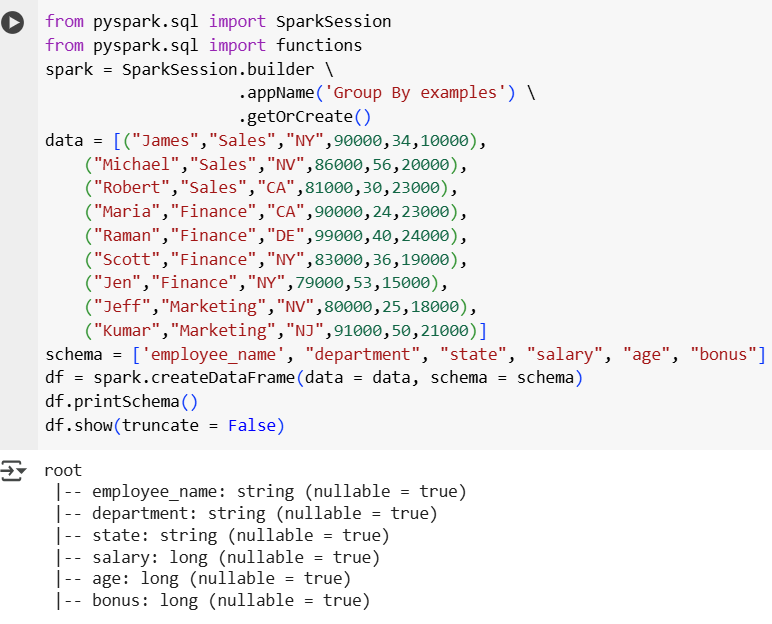 from pyspark.sql import SparkSession
from pyspark.sql import functions
spark = SparkSession.builder \
                    .appName('Group By examples') \
                    .getOrCreate()
data = [("James","Sales","NY",90000,34,10000),
    ("Michael","Sales","NV",86000,56,20000),
    ("Robert","Sales","CA",81000,30,23000),
    ("Maria","Finance","CA",90000,24,23000),
    ("Raman","Finance","DE",99000,40,24000),
    ("Scott","Finance","NY",83000,36,19000),
    ("Jen","Finance","NY",79000,53,15000),
    ("Jeff","Marketing","NV",80000,25,18000),
    ("Kumar","Marketing","NJ",91000,50,21000)]
schema = ['employee_name', "department", "state", "salary", "age", "bonus"]
df = spark.createDataFrame(data = data, schema = schema)
df.printSchema()
df.show(truncate = False)
root
 |-- employee_name: string (nullable = true)
 |-- department: string (nullable = true)
 |-- state: string (nullable = true)
 |-- salary: long (nullable = true)
 |-- age: long (nullable = true)
 |-- bonus: long (nullable = true)